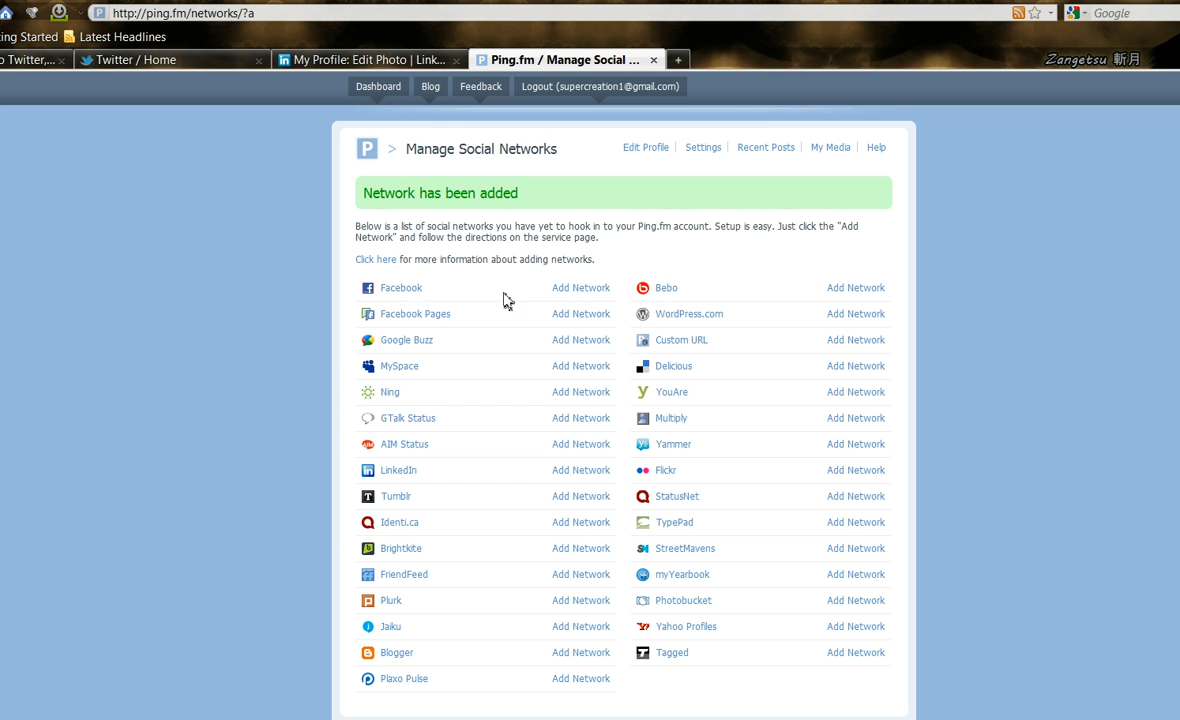 http://ping.fm/networks/?a
Google
ing Started Latest Headlines
o Twitter,... Twitter / Home My Profile: Edit Photo | Link... Ping.fm / Manage Social ... Zangetsu 斬月
Dashboard Blog Feedback Logout (supercreation1@gmail.com)
P > Manage Social Networks Edit Profile Settings Recent Posts My Media Help
Network has been added
Below is a list of social networks you have yet to hook in to your Ping.fm account. Setup is easy. Just click the "Add
Network" and follow the directions on the service page.
Click here for more information about adding networks.
Facebook Add Network Bebo Add Network
Facebook Pages Add Network WordPress.com Add Network
Google Buzz Add Network Custom URL Add Network
MySpace Add Network Delicious Add Network
Ning Add Network YouAre Add Network
GTalk Status Add Network Multiply Add Network
AIM Status Add Network Yammer Add Network
LinkedIn Add Network Flickr Add Network
Tumblr Add Network StatusNet Add Network
Identi.ca Add Network TypePad Add Network
Brightkite Add Network StreetMavens Add Network
FriendFeed Add Network myYearbook Add Network
Plurk Add Network Photobucket Add Network
Jaiku Add Network Yahoo Profiles Add Network
Blogger Add Network Tagged Add Network
Plaxo Pulse Add Network